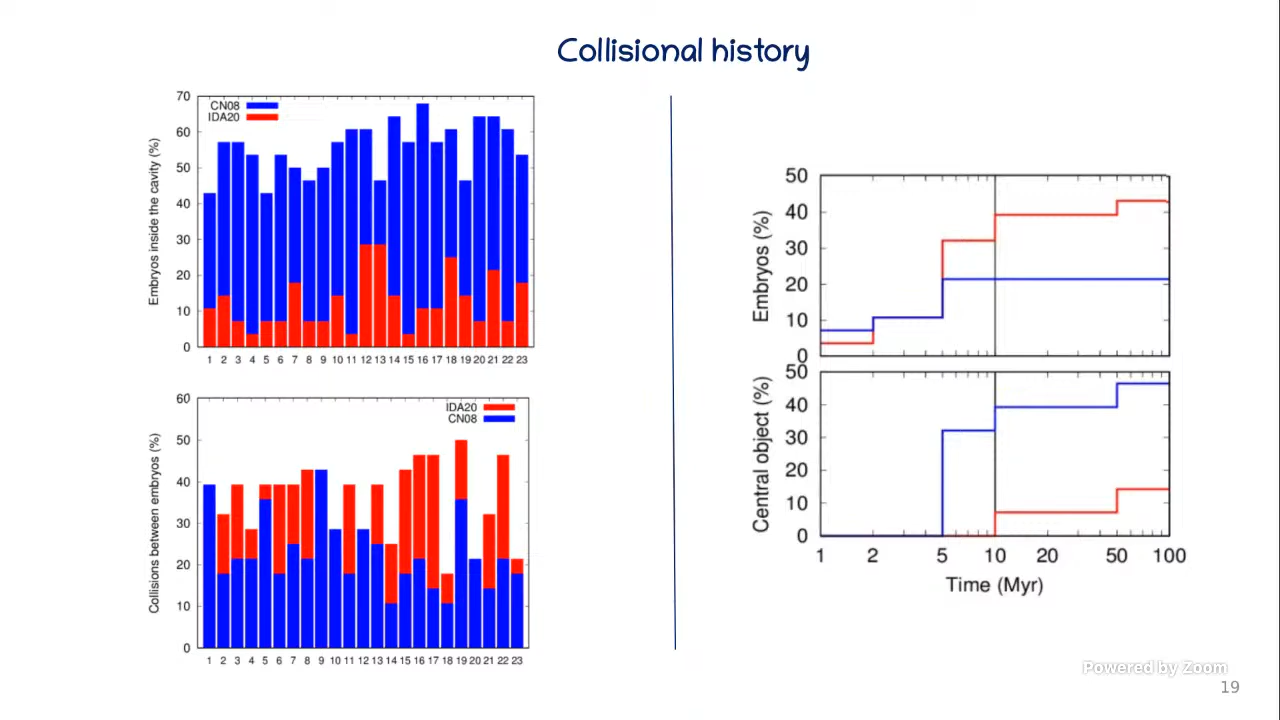 Collisional history
70
60
50
40
30
20
10
0
Embryos inside the cavity (%)
CN08
IDA20
1 2 3 4 5 6 7 8 9 10 11 12 13 14 15 16 17 18 19 20 21 22 23
60
50
40
30
20
10
0
Collisions between embryos (%)
IDA20
CN08
1 2 3 4 5 6 7 8 9 10 11 12 13 14 15 16 17 18 19 20 21 22 23
50
40
30
20
10
0
Embryos (%)
50
40
30
20
10
0
Central object (%)
1 2 5 10 20 50 100
Time (Myr)
Powered by Zoom
19